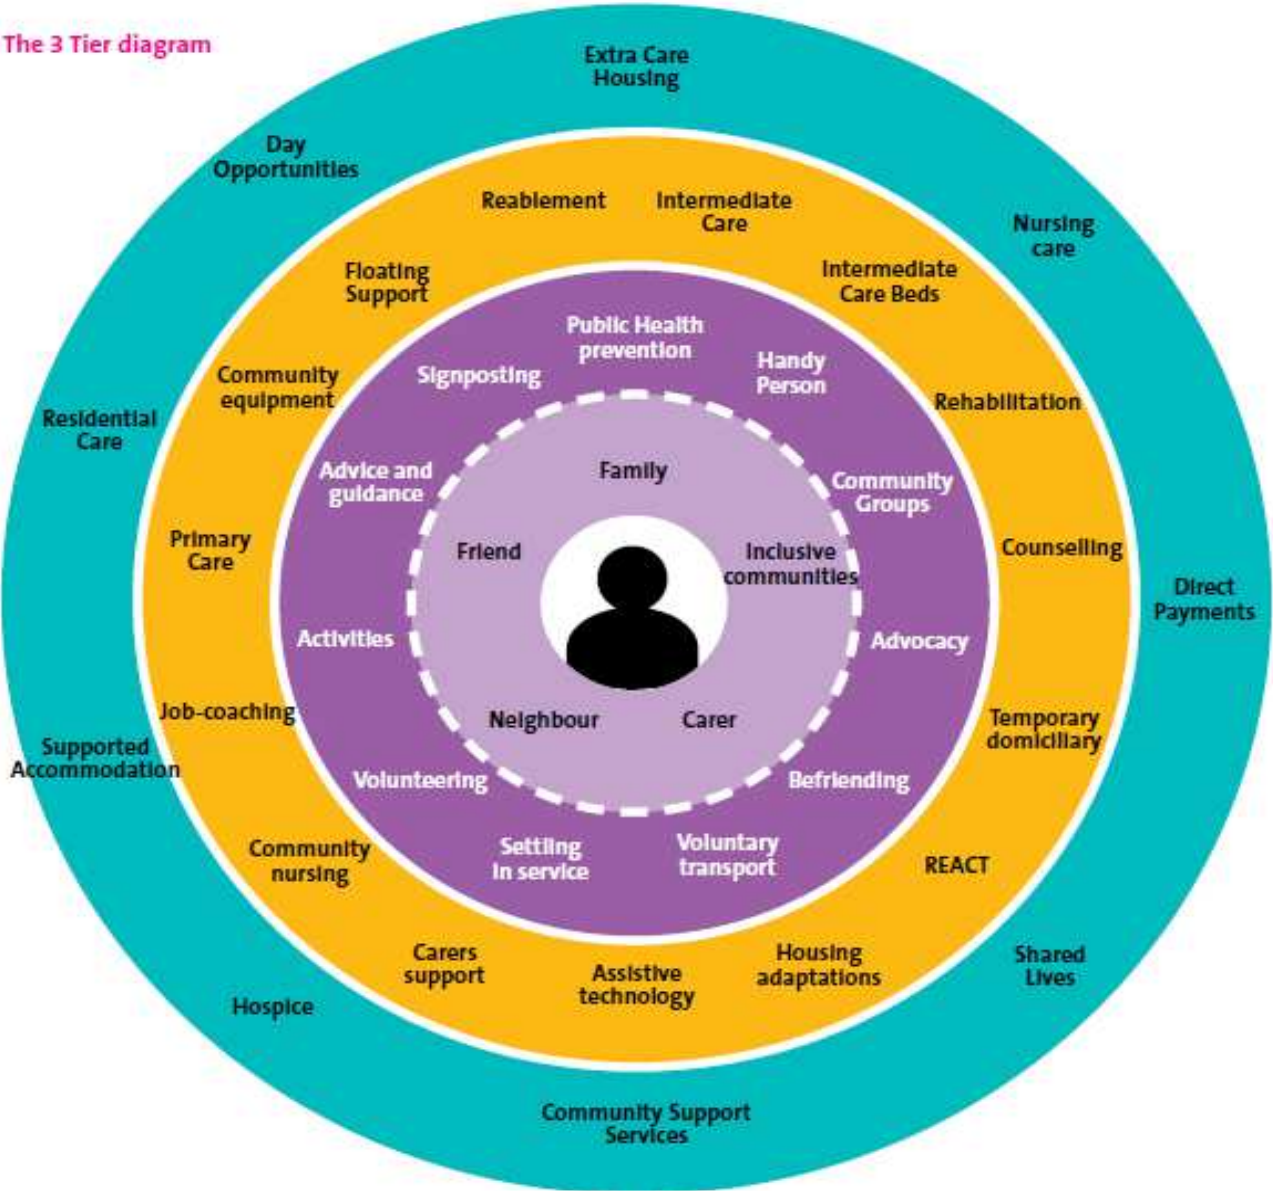 The 3 Tier diagram
Extra Care
Housing
Day
Opportunities
Nursing
care
Residential
Care
Direct
Payments
Supported
Accommodation
Shared
Lives
Hospice
Community Support
Services
Reablement
Intermediate
Care
Floating
Support
Intermediate
Care Beds
Community
equipment
Rehabilitation
Primary
Care
Counselling
Job-coaching
Temporary
domiciliary
Community
nursing
REACT
Carers
support
Assistive
technology
Housing
adaptations
Public Health
prevention
Signposting
Handy
Person
Advice and
guidance
Community
Groups
Activities
Advocacy
Volunteering
Befriending
Settling
in service
Voluntary
transport
Family
Friend
Inclusive
communities
Neighbour
Carer